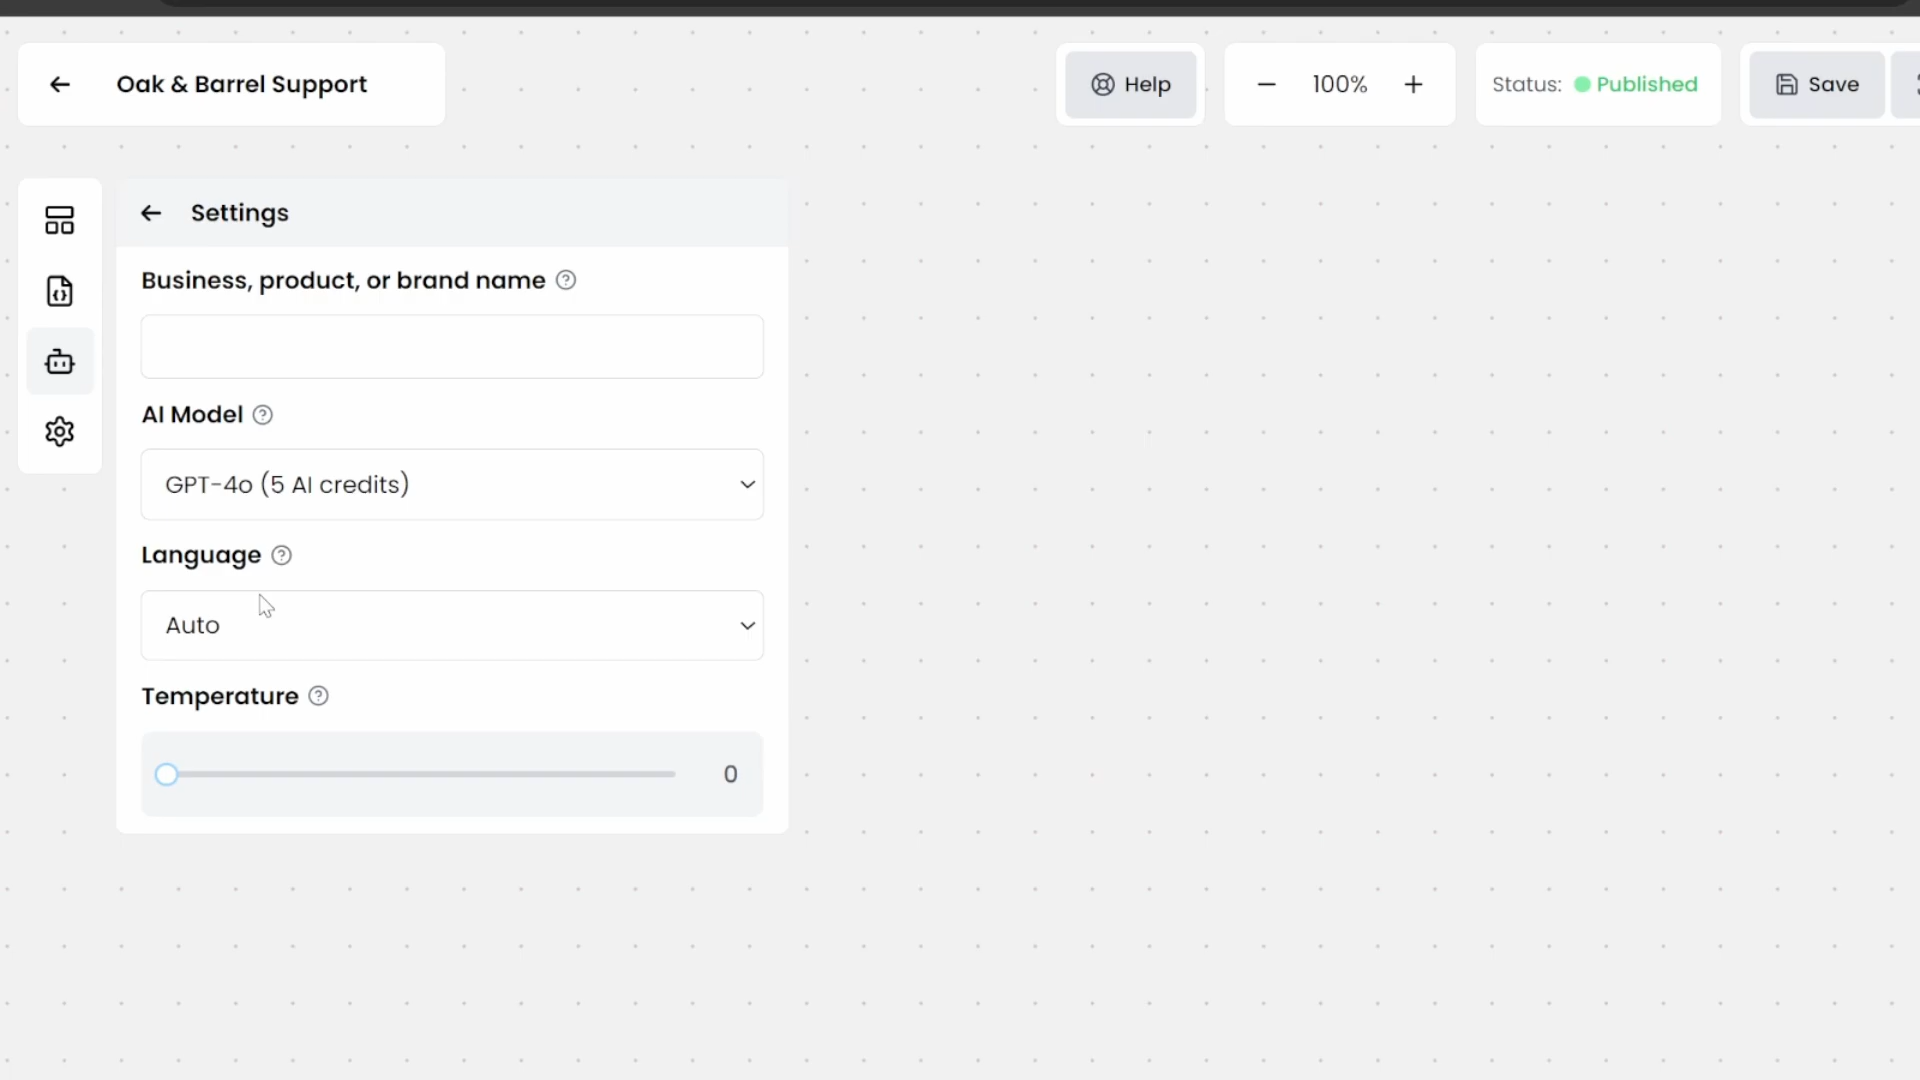 Oak & Barrel Support
Help
100%
Status: Published
Save
Settings
Business, product, or brand name
AI Model
GPT-4o (5 AI credits)
Language
Auto
Temperature
0